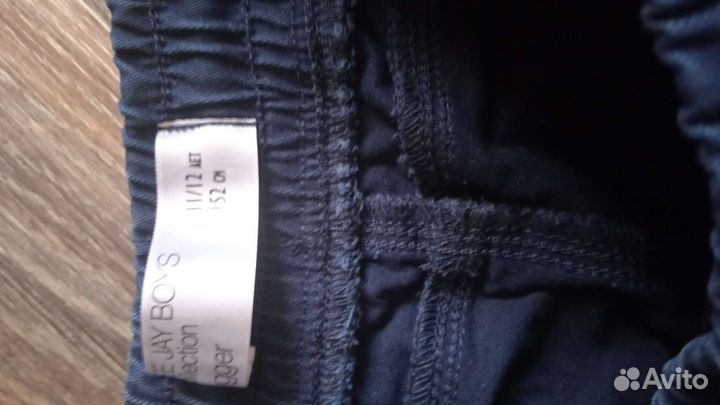 11/12 ЛЕТ
152 СМ
E JAY BOYS
ection
gger
Avito